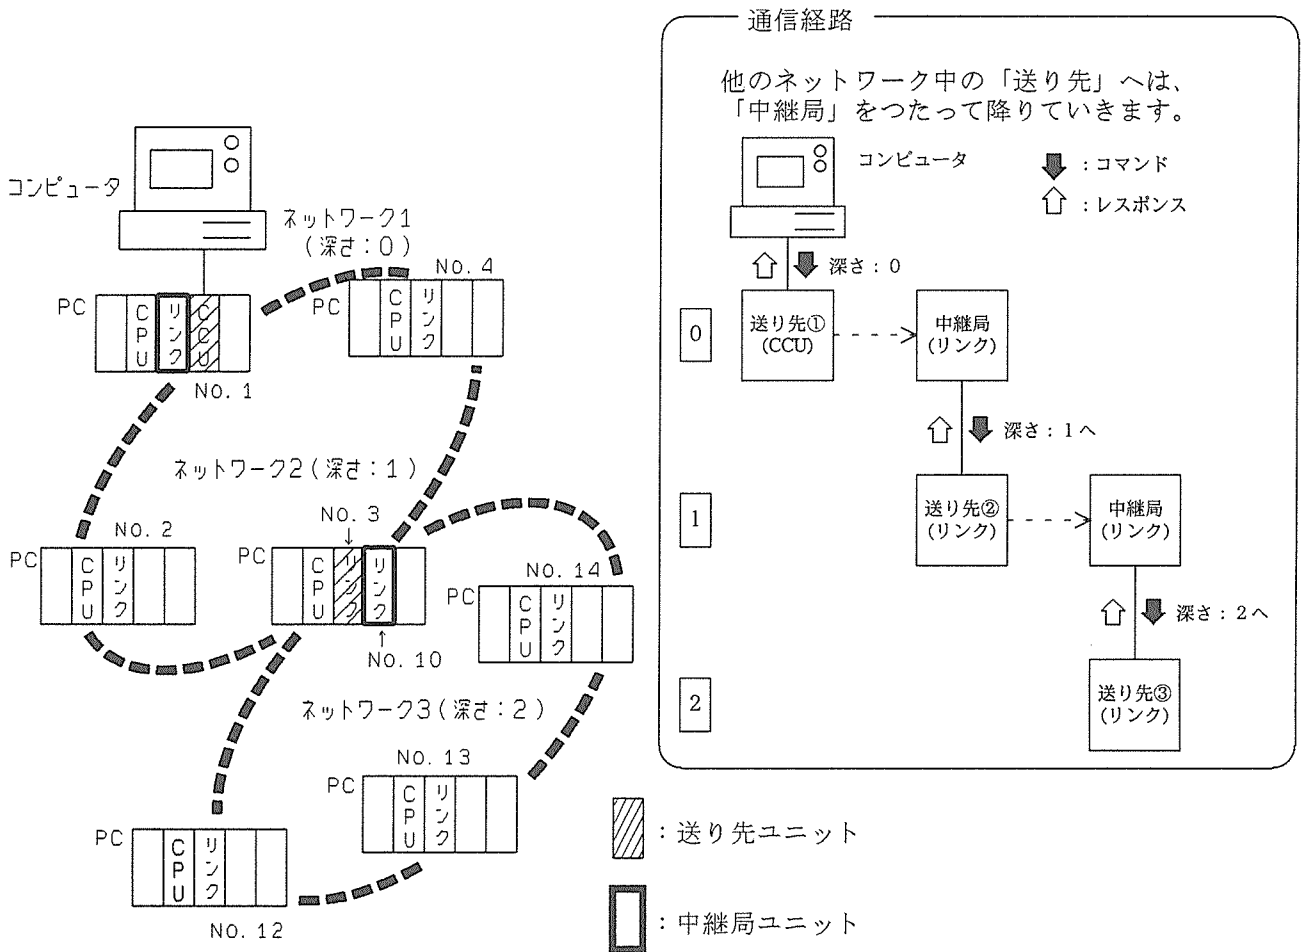 通信経路
他のネットワーク中の「送り先」へは、
「中継局」をつたって降りていきます。
コンピュータ
:コマンド
:レスポンス
深さ:0
0
送り先①
(CCU)
中継局
(リンク)
深さ:1へ
1
送り先②
(リンク)
中継局
(リンク)
深さ:2へ
2
送り先③
(リンク)
コンピュータ
ネットワーク1
(深さ:0)
PC
CPU
リンク
CCU
NO. 1
NO. 4
PC
CPU
リンク
ネットワーク2(深さ:1)
NO. 2
PC
CPU
リンク
NO. 3
PC
CPU
リンク
リンク
NO. 10
NO. 14
PC
CPU
リンク
ネットワーク3(深さ:2)
NO. 13
PC
CPU
リンク
PC
CPU
リンク
NO. 12
:送り先ユニット
:中継局ユニット